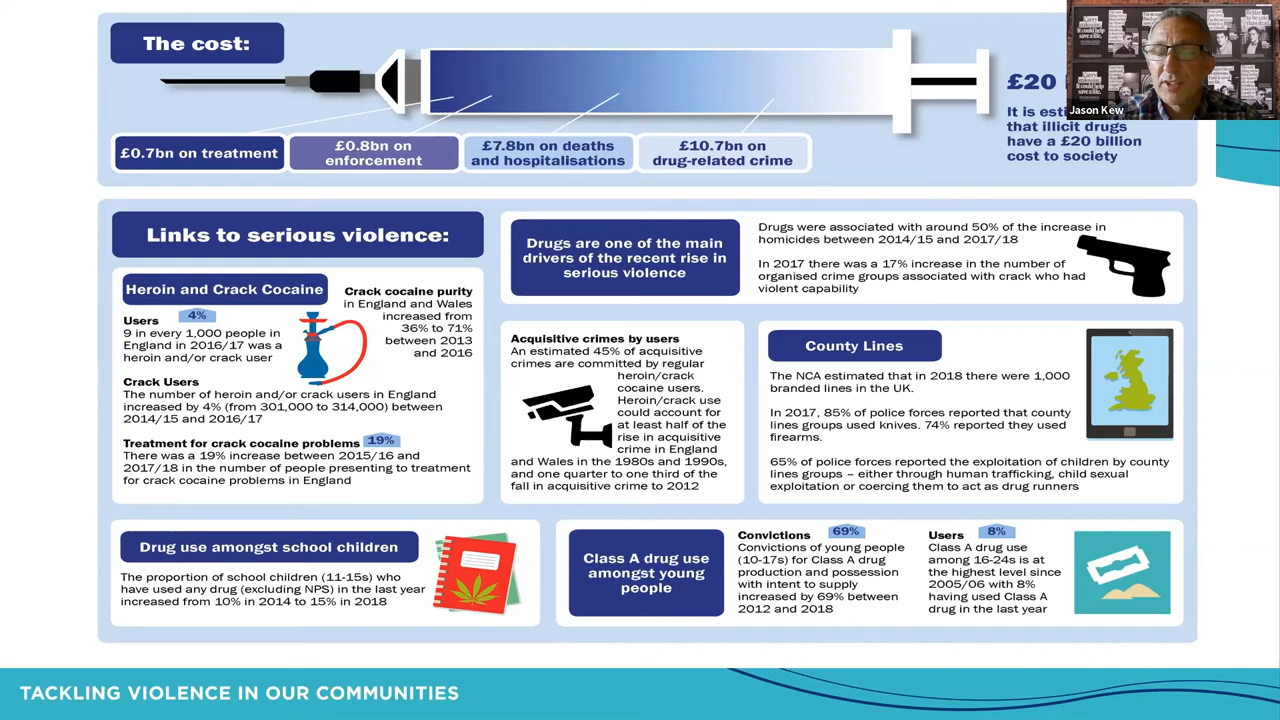 The cost:
£20
It is esti
that illicit drugs
have a £20 billion
cost to society
Jason Kew
£0.7bn on treatment
£0.8bn on
enforcement
£7.8bn on deaths
and hospitalisations
£10.7bn on
drug-related crime
Links to serious violence:
Heroin and Crack Cocaine
Users 4%
9 in every 1,000 people in
England in 2016/17 was a
heroin and/or crack user
Crack cocaine purity
in England and Wales
increased from
36% to 71%
between 2013
and 2016
Crack Users
The number of heroin and/or crack users in England
increased by 4% (from 301,000 to 314,000) between
2014/15 and 2016/17
Treatment for crack cocaine problems 19%
There was a 19% increase between 2015/16 and
2017/18 in the number of people presenting to treatment
for crack cocaine problems in England
Drugs are one of the main
drivers of the recent rise in
serious violence
Drugs were associated with around 50% of the increase in
homicides between 2014/15 and 2017/18
In 2017 there was a 17% increase in the number of
organised crime groups associated with crack who had
violent capability
Acquisitive crimes by users
An estimated 45% of acquisitive
crimes are committed by regular
heroin/crack
cocaine users.
Heroin/crack use
could account for
at least half of the
rise in acquisitive
crime in England
and Wales in the 1980s and 1990s,
and one quarter to one third of the
fall in acquisitive crime to 2012
County Lines
The NCA estimated that in 2018 there were 1,000
branded lines in the UK.
In 2017, 85% of police forces reported that county
lines groups used knives. 74% reported they used
firearms.
65% of police forces reported the exploitation of children by county
lines groups – either through human trafficking, child sexual
exploitation or coercing them to act as drug runners
Drug use amongst school children
The proportion of school children (11-15s) who
have used any drug (excluding NPS) in the last year
increased from 10% in 2014 to 15% in 2018
Class A drug use
amongst young
people
Convictions 69%
Convictions of young people
(10-17s) for Class A drug
production and possession
with intent to supply
increased by 69% between
2012 and 2018
Users 8%
Class A drug use
among 16-24s is at
the highest level since
2005/06 with 8%
having used Class A
drug in the last year
TACKLING VIOLENCE IN OUR COMMUNITIES